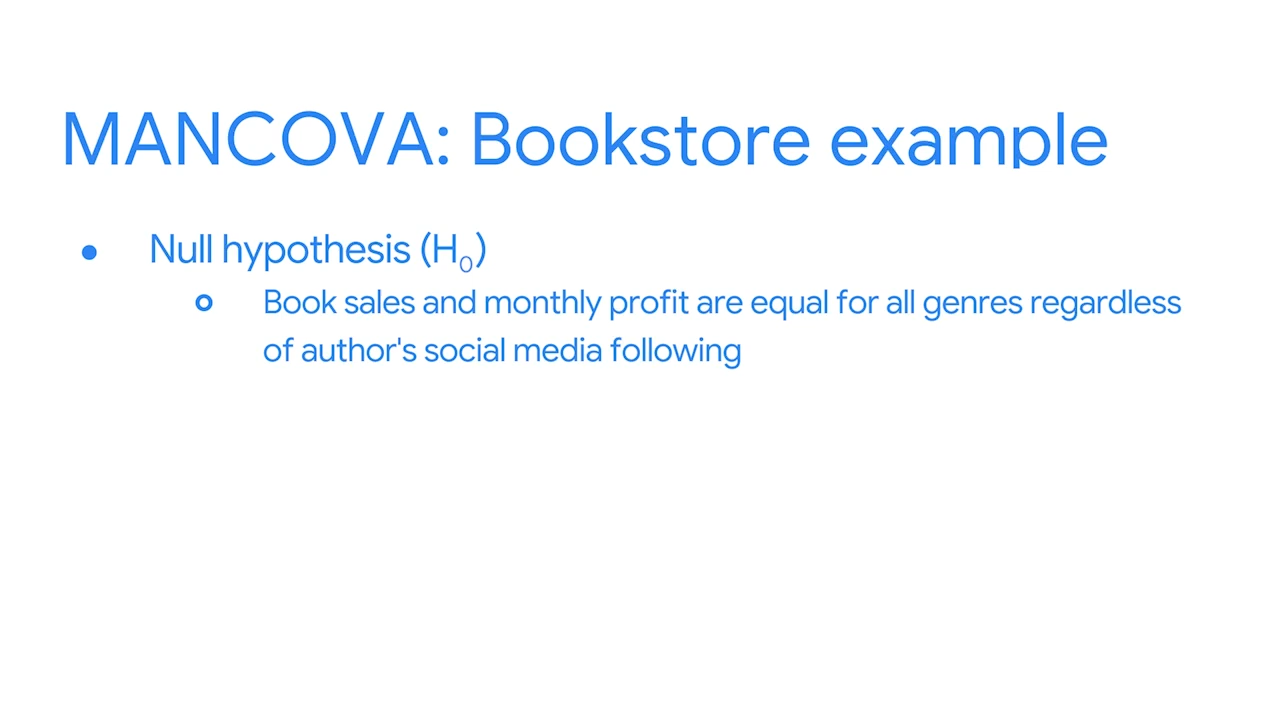 MANCOVA: Bookstore example
● Null hypothesis (H₀)
○ Book sales and monthly profit are equal for all genres regardless
of author's social media following